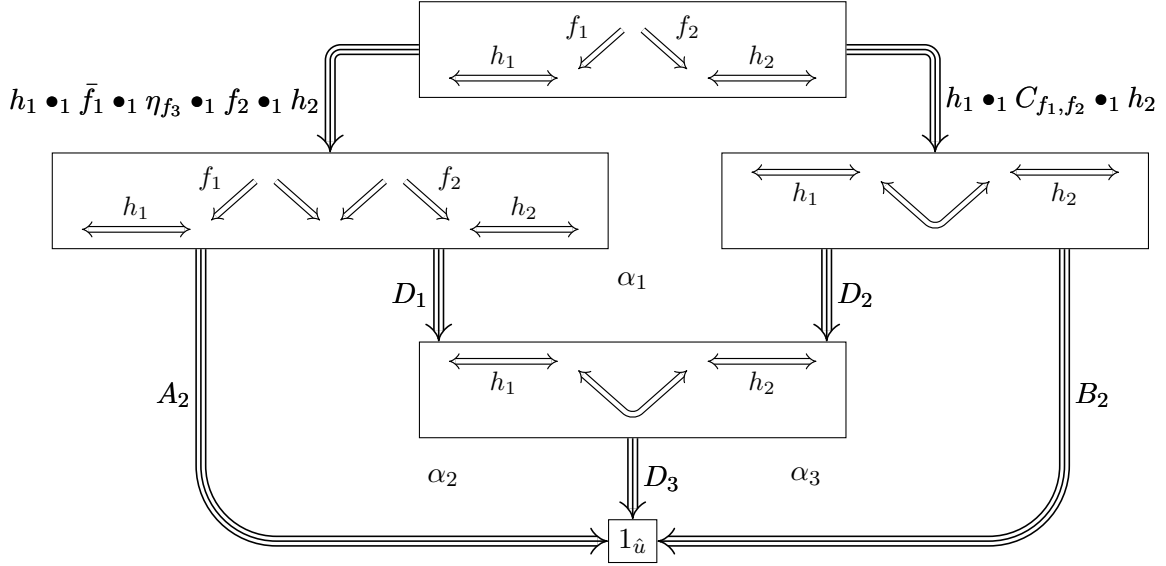 f₁ f₂
h₁ h₂
h₁ •₁ f̄₁ •₁ η_{f₃} •₁ f₂ •₁ h₂
h₁ •₁ C_{f₁,f₂} •₁ h₂
f₁ f₂
h₁ h₂
h₁ h₂
D₁ α₁ D₂
A₂ B₂
h₁ h₂
α₂ D₃ α₃
1_{û}